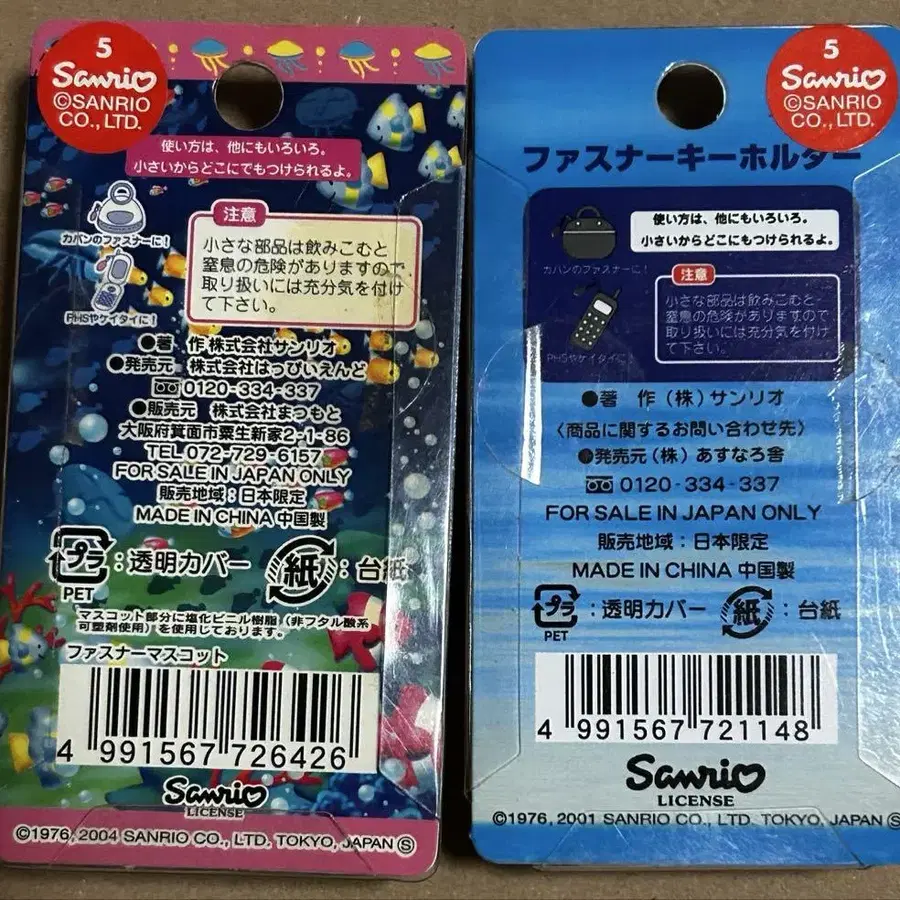 5
Sanrio
©SANRIO
CO., LTD.
使い方は、他にもいろいろ。
小さいからどこにでもつけられるよ。
カバンのファスナーに!
PHSやケイタイに!
注意
小さな部品は飲みこむと
窒息の危険がありますので
取り扱いには充分気を付け
て下さい。
●著 作 株式会社サンリオ
●発売元 株式会社はっぴいえんど
0120-334-337
●販売元 株式会社まつもと
大阪府箕面市粟生新家2-1-86
TEL 072-729-6157
FOR SALE IN JAPAN ONLY
販売地域:日本限定
MADE IN CHINA 中国製
プラ:透明カバー 紙:台紙
PET
マスコット部分に塩化ビニル樹脂(非フタル酸系
可塑剤使用)を使用しております。
ファスナーマスコット
4 991567 726426
Sanrio
LICENSE
©1976, 2004 SANRIO CO., LTD. TOKYO, JAPAN Ⓢ
5
Sanrio
©SANRIO
CO., LTD.
ファスナーキーホルダー
使い方は、他にもいろいろ。
小さいからどこにでもつけられるよ。
カバンのファスナーに!
PHSやケイタイに!
注意
小さな部品は飲みこむと
窒息の危険がありますので
取り扱いには充分気を付け
て下さい。
●著 作(株)サンリオ
〈商品に関するお問い合わせ先〉
●発売元(株)あすなろ舎
0120-334-337
FOR SALE IN JAPAN ONLY
販売地域:日本限定
MADE IN CHINA 中国製
プラ:透明カバー 紙:台紙
PET
4 991567 721148
Sanrio
LICENSE
©1976, 2001 SANRIO CO., LTD. TOKYO, JAPAN Ⓢ